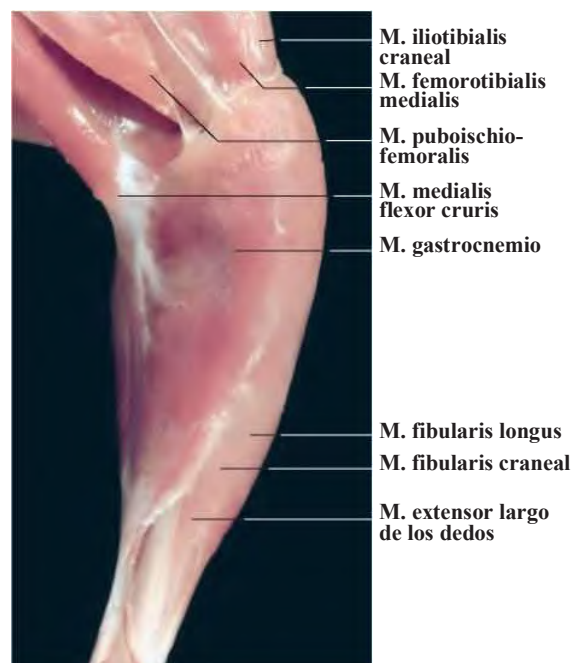 M. iliotibialis
craneal
M. femorotibialis
medialis
M. puboischio-
femoralis
M. medialis
flexor cruris
M. gastrocnemio
M. fibularis longus
M. fibularis craneal
M. extensor largo
de los dedos